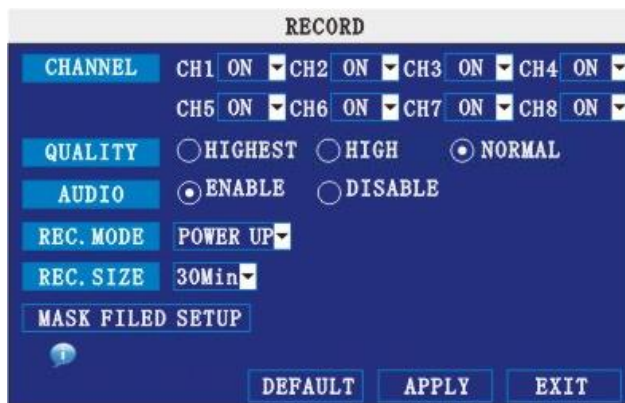 RECORD
CHANNEL CH1 ON CH2 ON CH3 ON CH4 ON
CH5 ON CH6 ON CH7 ON CH8 ON
QUALITY HIGHEST HIGH NORMAL
AUDIO ENABLE DISABLE
REC. MODE POWER UP
REC. SIZE 30Min
MASK FILED SETUP
DEFAULT APPLY EXIT